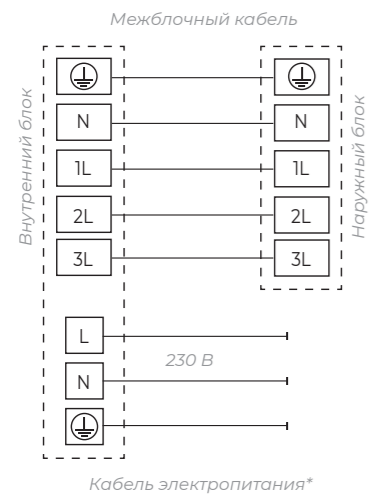 Межблочный кабель
Внутренний блок
Наружный блок
N N
1L 1L
2L 2L
3L 3L
L
230 В
N
Кабель электропитания*